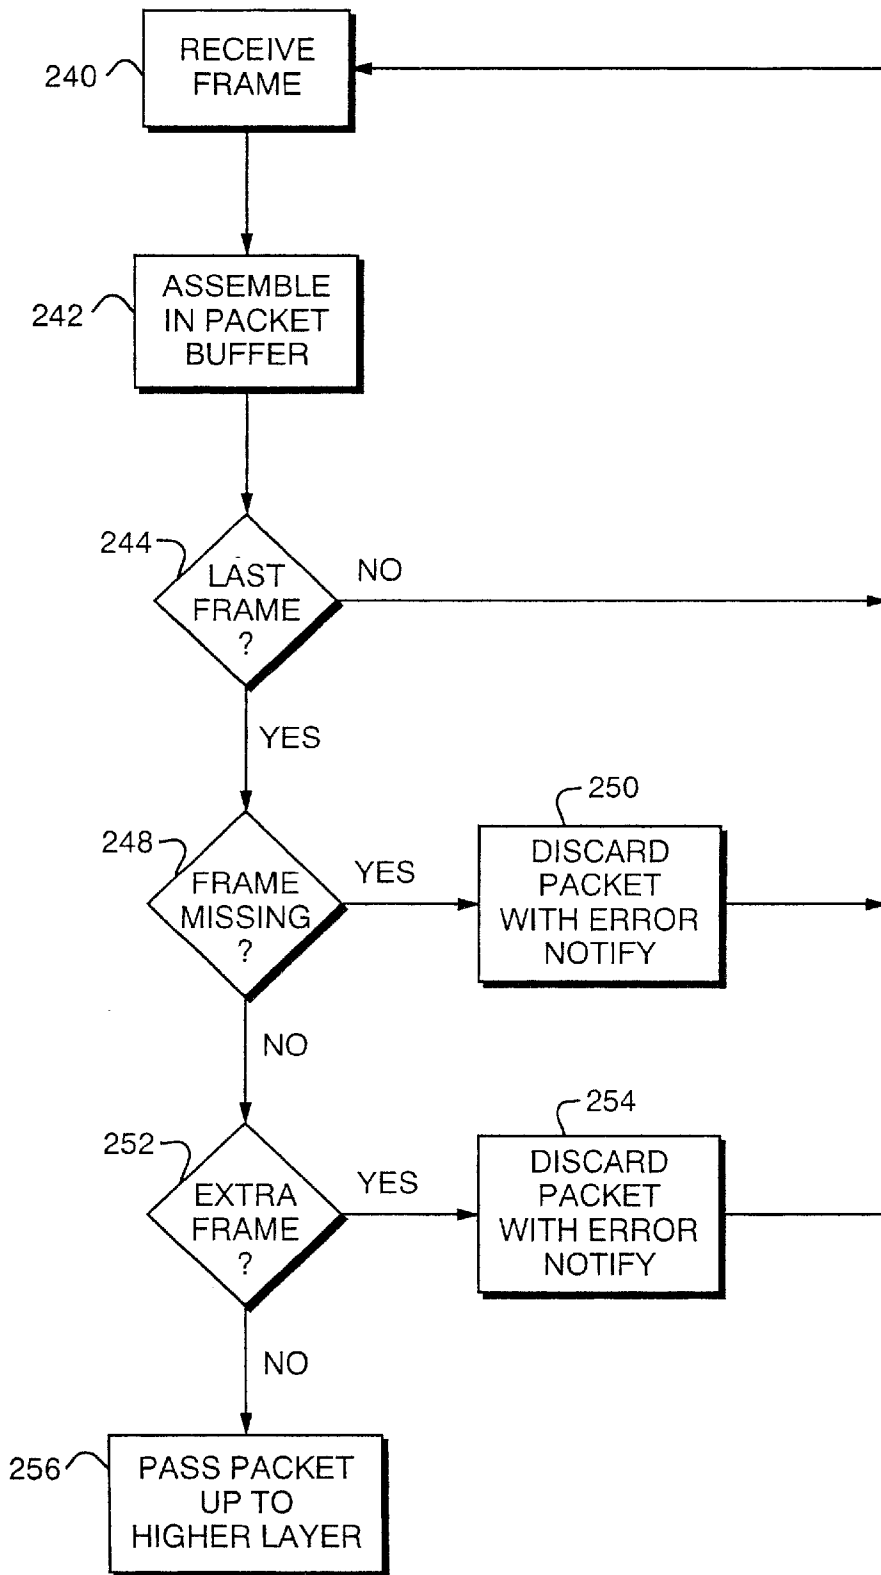 240
RECEIVE
FRAME
242
ASSEMBLE
IN PACKET
BUFFER
244
LAST
FRAME
?
NO
YES
248
FRAME
MISSING
?
YES
250
DISCARD
PACKET
WITH ERROR
NOTIFY
NO
252
EXTRA
FRAME
?
YES
254
DISCARD
PACKET
WITH ERROR
NOTIFY
NO
256
PASS PACKET
UP TO
HIGHER LAYER